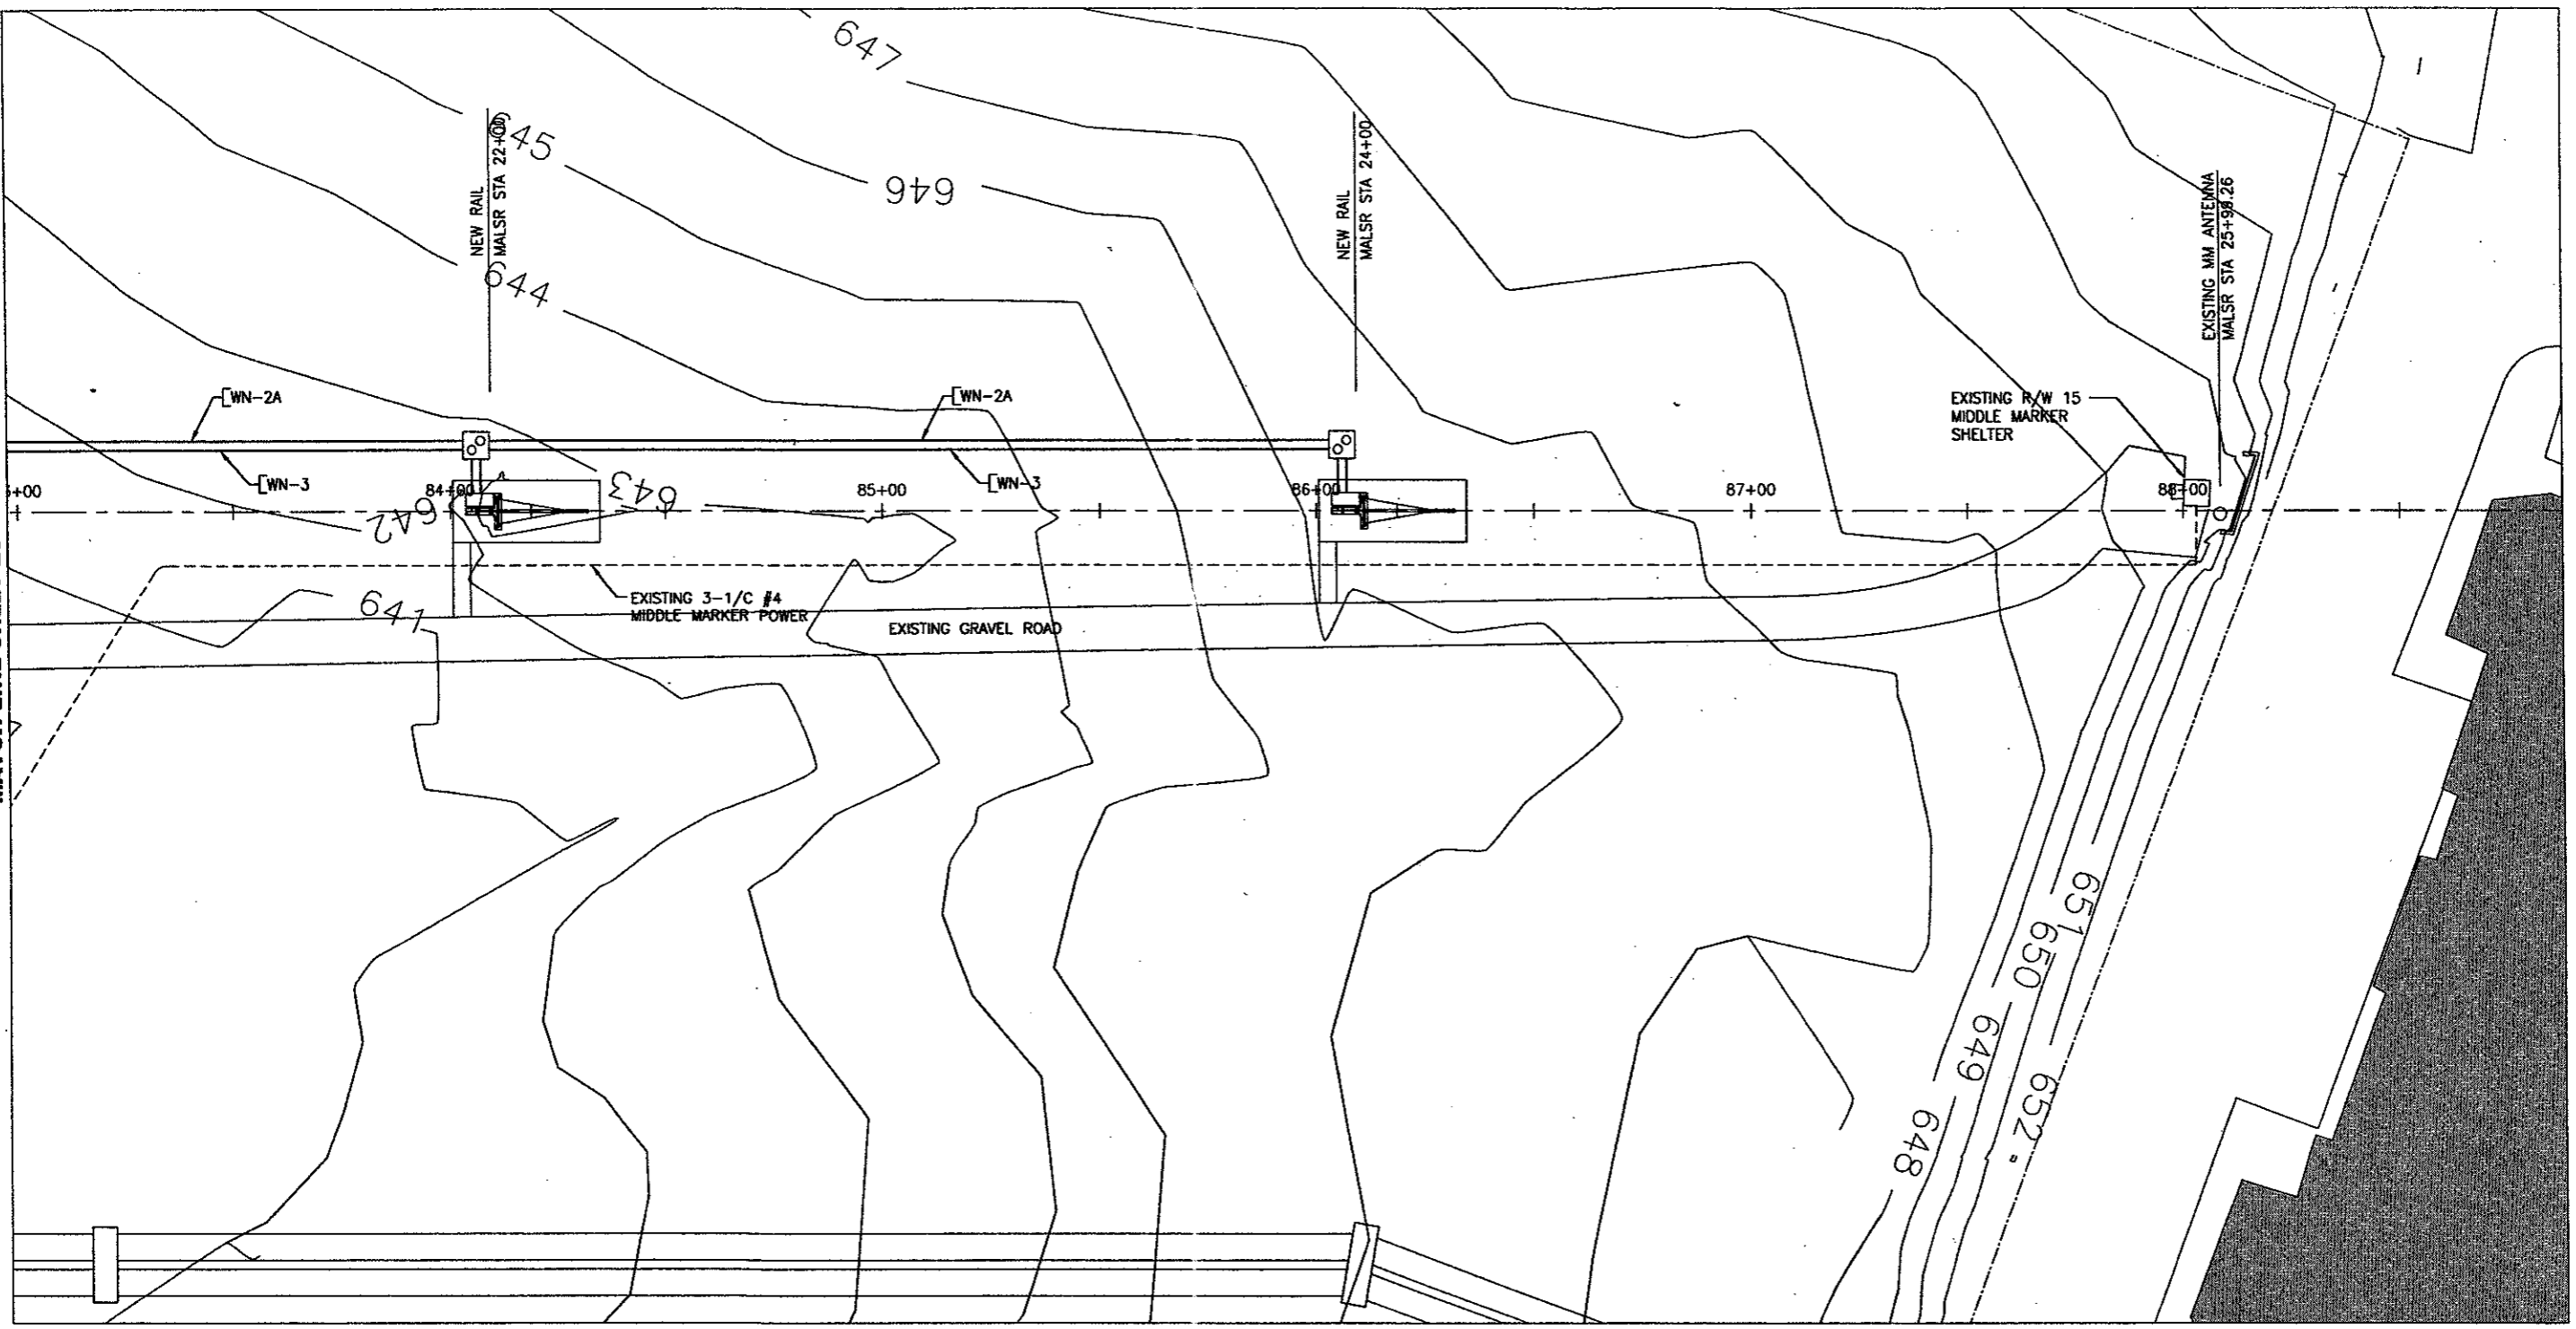 647
645
NEW RAIL
MALSR STA 22+00
646
NEW RAIL
MALSR STA 24+00
644
EXISTING MM ANTENNA
MALSR STA
WN-2A
WN-2A
EXISTING R/W 15
MIDDLE MARKER
SHELTER
WN-3
WN-3
84+00
643
85+00
86+00
87+00
88+00
642
EXISTING 3-1/C #4
MIDDLE MARKER POWER
641
EXISTING GRAVEL ROAD
651
650
649
652
648